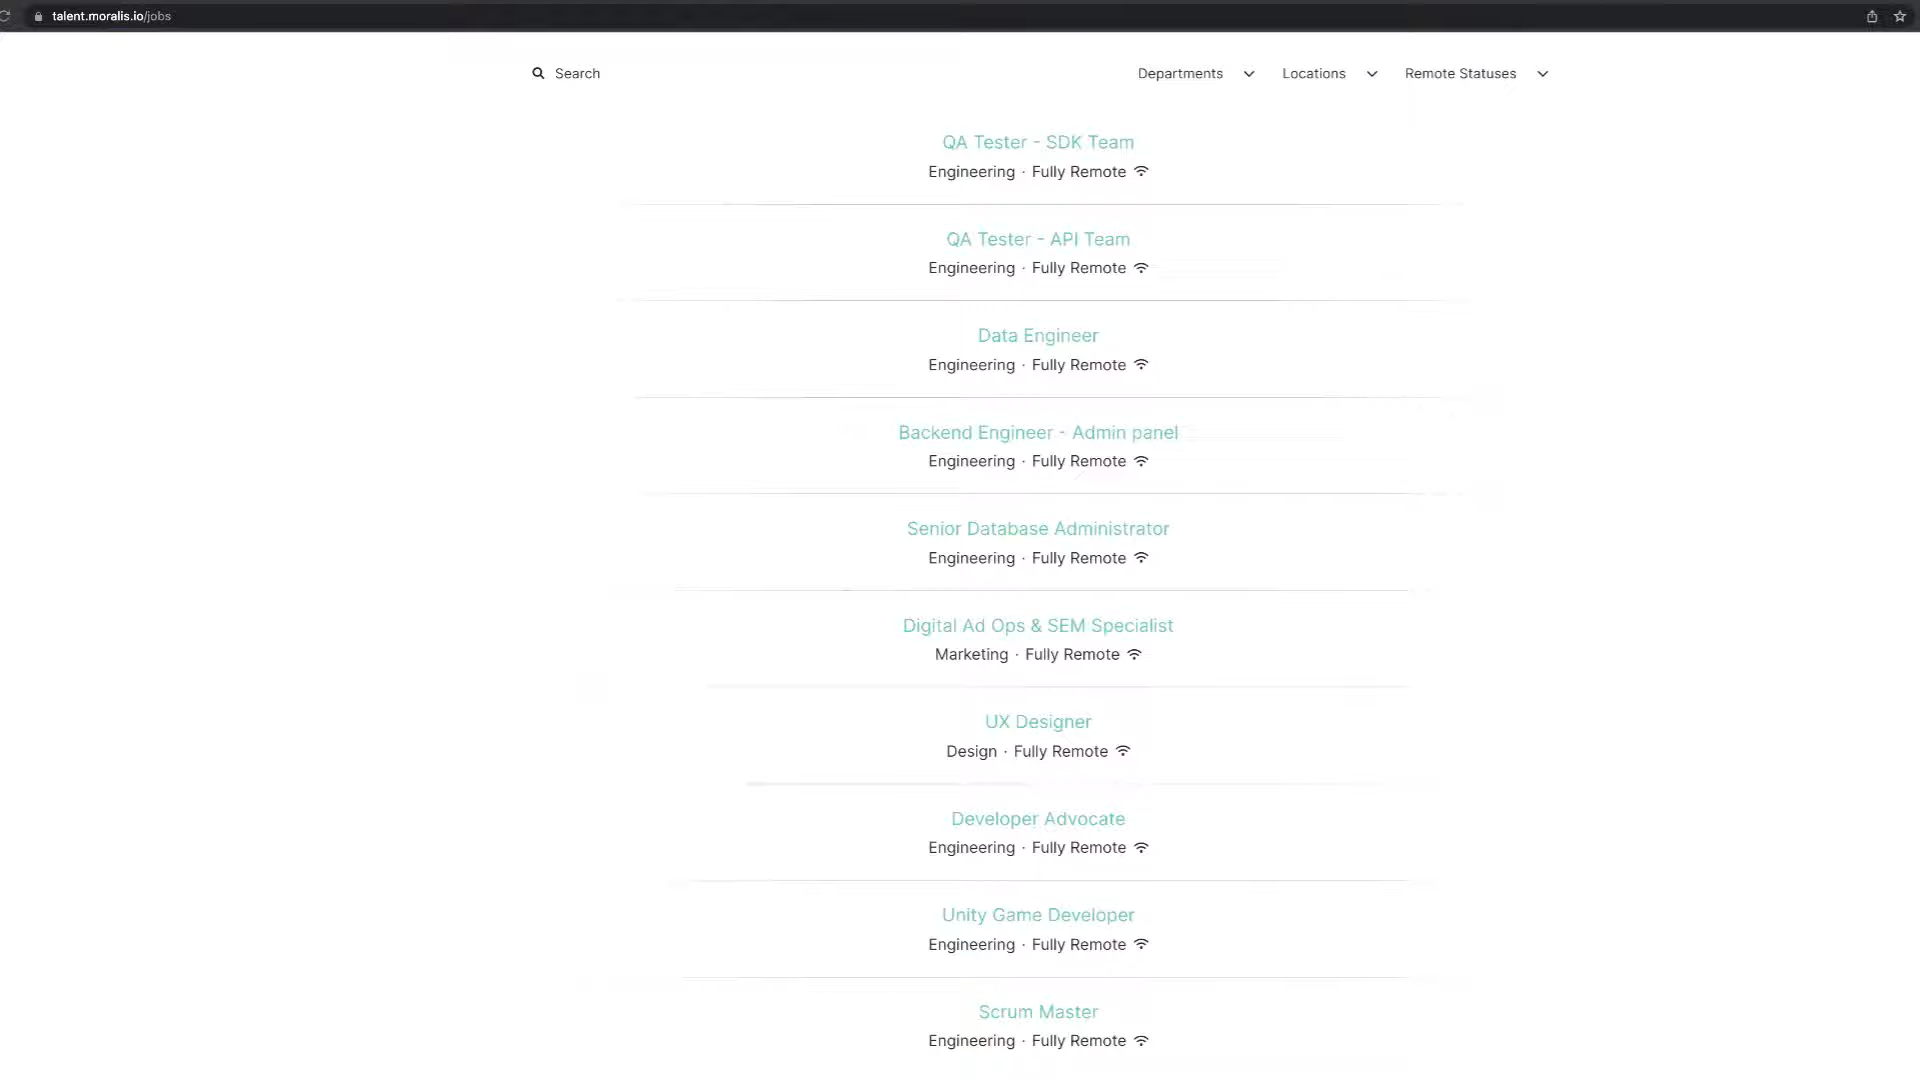 talent.moralis.io/jobs
Search Departments Locations Remote Statuses
QA Tester - SDK Team
Engineering · Fully Remote
QA Tester - API Team
Engineering · Fully Remote
Data Engineer
Engineering · Fully Remote
Backend Engineer - Admin panel
Engineering · Fully Remote
Senior Database Administrator
Engineering · Fully Remote
Digital Ad Ops & SEM Specialist
Marketing · Fully Remote
UX Designer
Design · Fully Remote
Developer Advocate
Engineering · Fully Remote
Unity Game Developer
Engineering · Fully Remote
Scrum Master
Engineering · Fully Remote